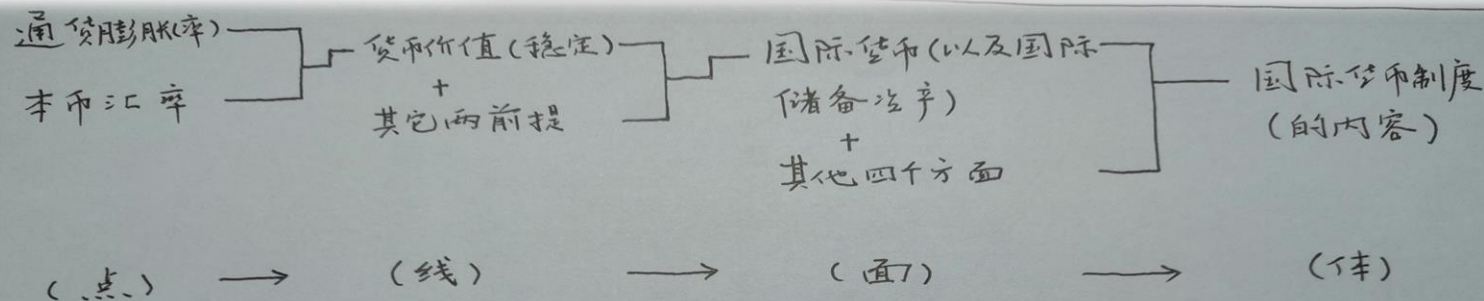 通货膨胀(率)
本币汇率
货币价值(稳定)
+
其它两前提
国际货币(以及国际
储备资产)
+
其他四个方面
国际货币制度
(的内容)
(点) → (线) → (面) → (体)